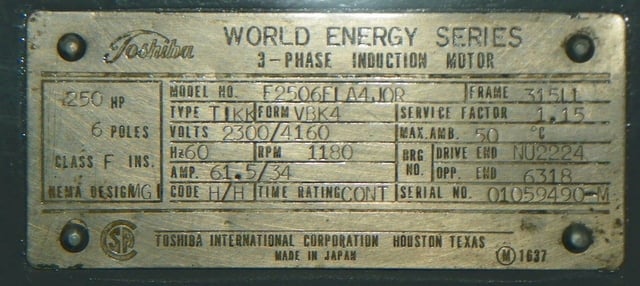 Toshiba WORLD ENERGY SERIES
3-PHASE INDUCTION MOTOR
250 HP
6 POLES
CLASS F INS.
NEMA DESIGN MG1
MODEL NO. F2506FLA4JOR FRAME 315LL
TYPE TIKK FORM VBK4 SERVICE FACTOR 1.15
VOLTS 2300/4160 MAX. AMB. 50 °C
Hz 60 RPM 1180 BRG NO. DRIVE END NU2224
AMP. 61.5/34 OPP. END 6318
CODE H/H TIME RATING CONT SERIAL NO. 01059490-M
TOSHIBA INTERNATIONAL CORPORATION HOUSTON TEXAS
MADE IN JAPAN
M 1637